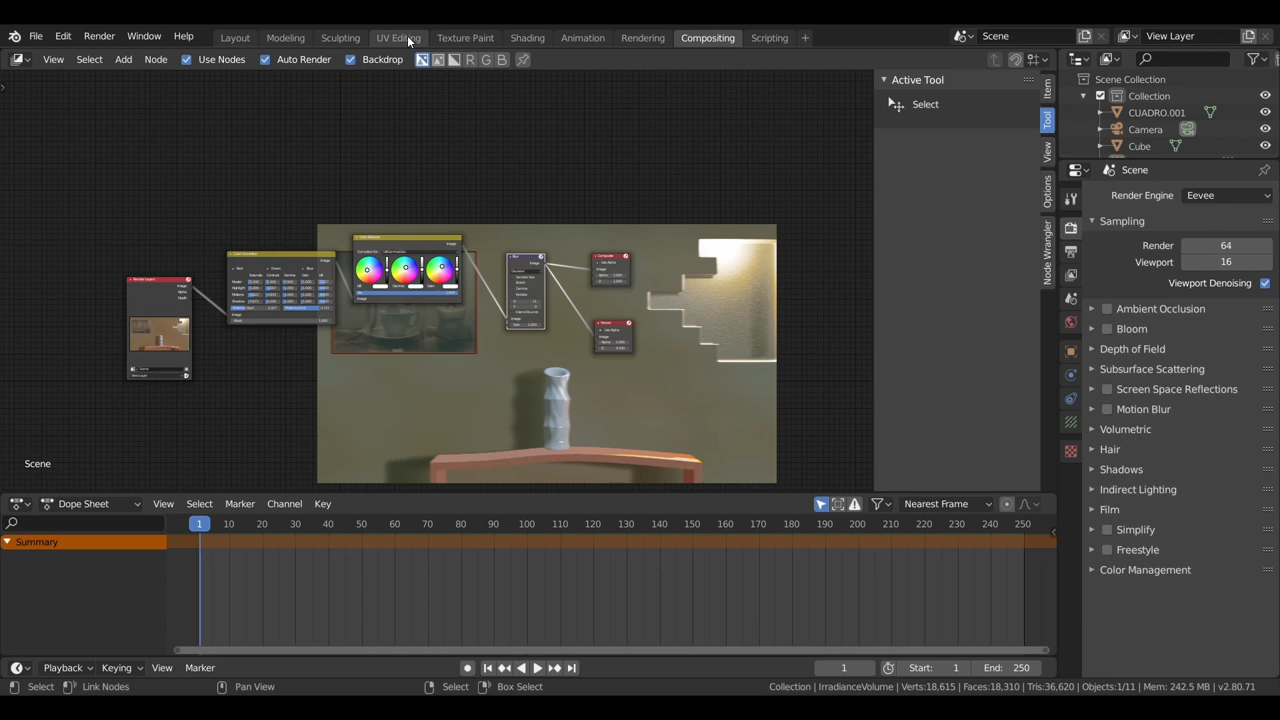 File Edit Render Window Help Layout Modeling Sculpting UV Editing Texture Paint Shading Animation Rendering Compositing Scripting + Scene View Layer
View Select Add Node Use Nodes Auto Render Backdrop R G B
Active Tool
Select
Item
Tool
View
Options
Node Wrangler
Scene Collection
Collection
CUADRO.001
Camera
Cube
Scene
Render Engine Eevee
Sampling
Render 64
Viewport 16
Viewport Denoising
Ambient Occlusion
Bloom
Depth of Field
Subsurface Scattering
Screen Space Reflections
Motion Blur
Volumetric
Hair
Shadows
Indirect Lighting
Film
Simplify
Freestyle
Color Management
Scene
Dope Sheet View Select Marker Channel Key Nearest Frame
1 10 20 30 40 50 60 70 80 90 100 110 120 130 140 150 160 170 180 190 200 210 220 230 240 250
Summary
Playback Keying View Marker 1 Start: 1 End: 250
Select Link Nodes Pan View Select Box Select Collection | IrradianceVolume | Verts:18,615 | Faces:18,310 | Tris:36,620 | Objects:1/11 | Mem: 242.5 MB | v2.80.71